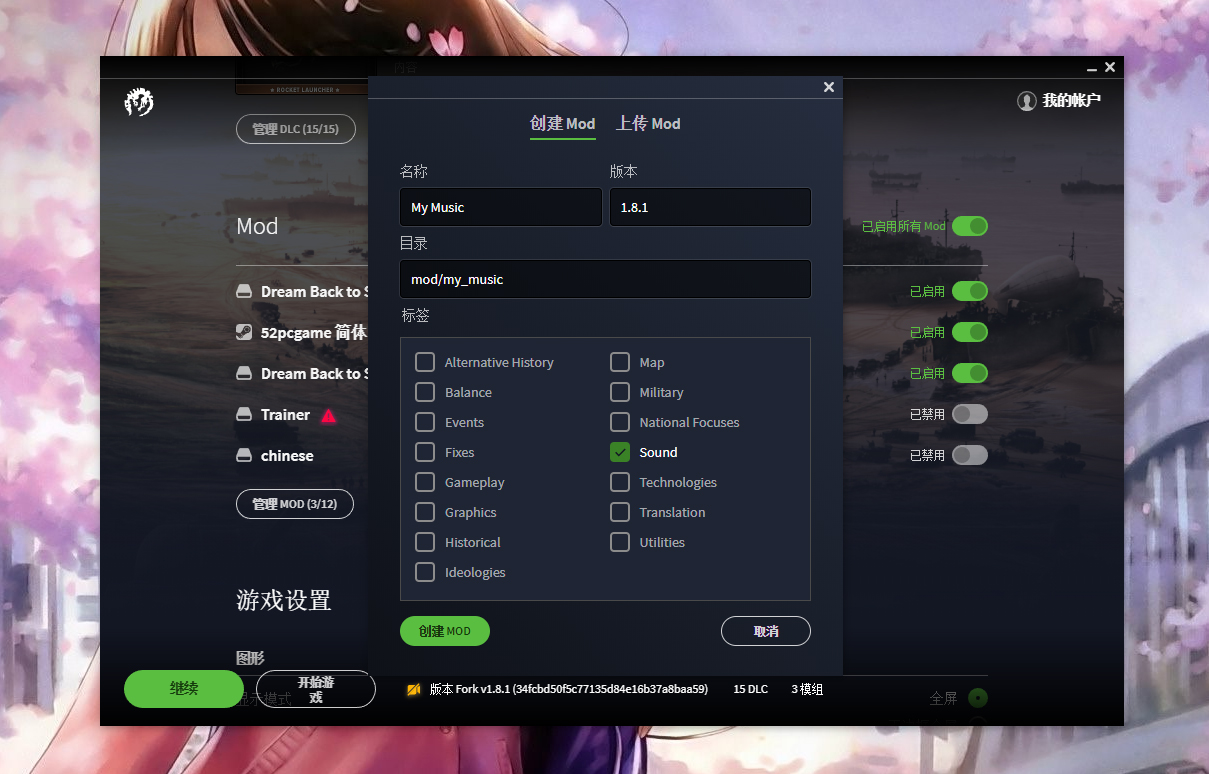 内容
ROCKET LAUNCHER
管理 DLC (15/15)
我的帐户
创建 Mod
上传 Mod
名称
版本
My Music
1.8.1
目录
mod/my_music
标签
Alternative History
Map
Balance
Military
Events
National Focuses
Fixes
Sound
Gameplay
Technologies
Graphics
Translation
Historical
Utilities
Ideologies
创建 MOD
取消
Mod
已启用所有 Mod
Dream Back to
已启用
52pcgame 简体
已启用
Dream Back to
已启用
Trainer
已禁用
chinese
已禁用
管理 MOD (3/12)
游戏设置
图形
显示模式
全屏
继续
开始游
戏
版本 Fork v1.8.1 (34fcbd50f5c77135d84e16b37a8baa59)
15 DLC
3 模组